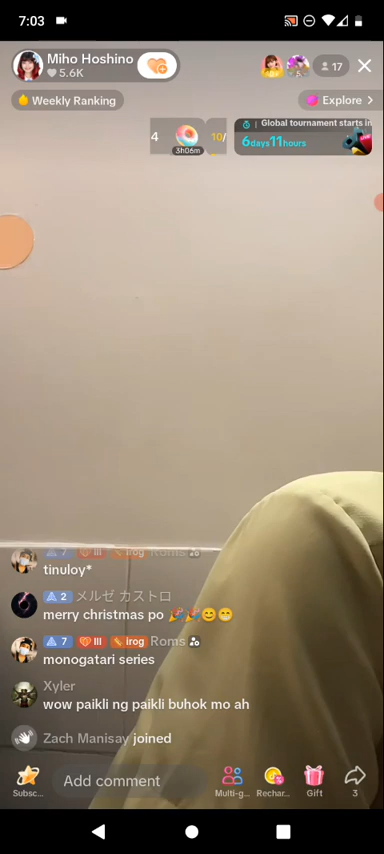 7:03
Miho Hoshino
5.6K
17
Weekly Ranking
Explore
4
3h06m
10/
Global tournament starts in
6days11hours
LIVE
7 III irog Roms
tinuloy*
2 メルゼ カストロ
merry christmas po 🎉🎉😊😁
7 III irog Roms
monogatari series
Xyler
wow paikli ng paikli buhok mo ah
Zach Manisay joined
Subsc...
Add comment
Multi-g...
Rechar...
Gift
3